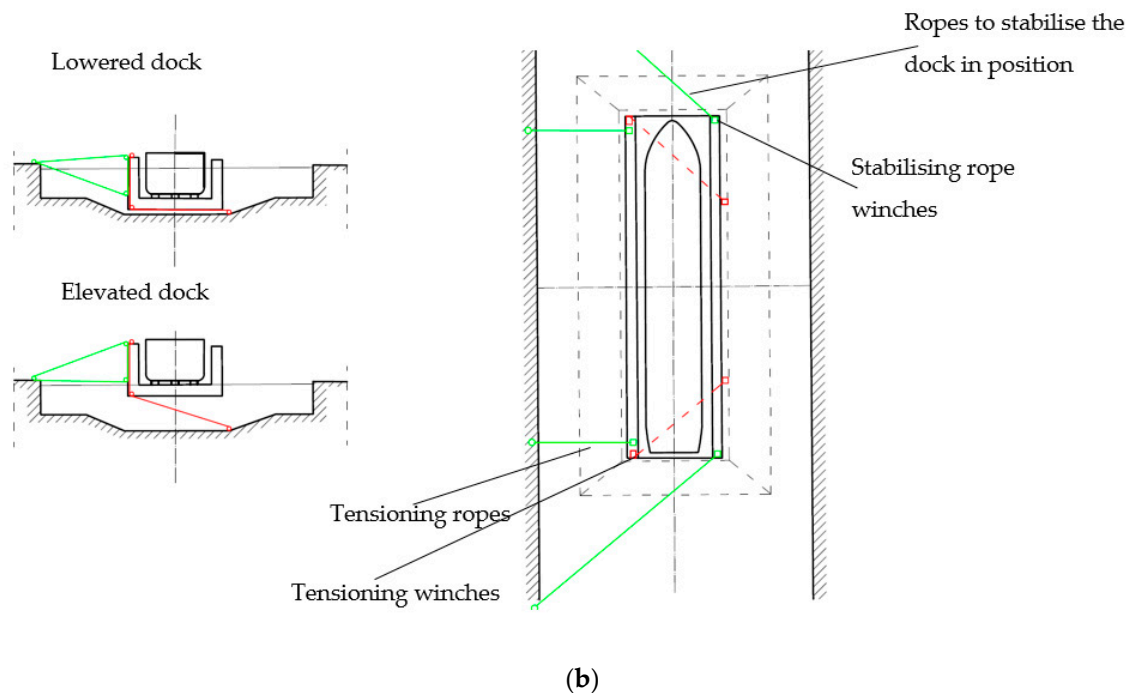 Ropes to stabilise the
dock in position
Lowered dock
Stabilising rope
winches
Elevated dock
Tensioning ropes
Tensioning winches
(b)